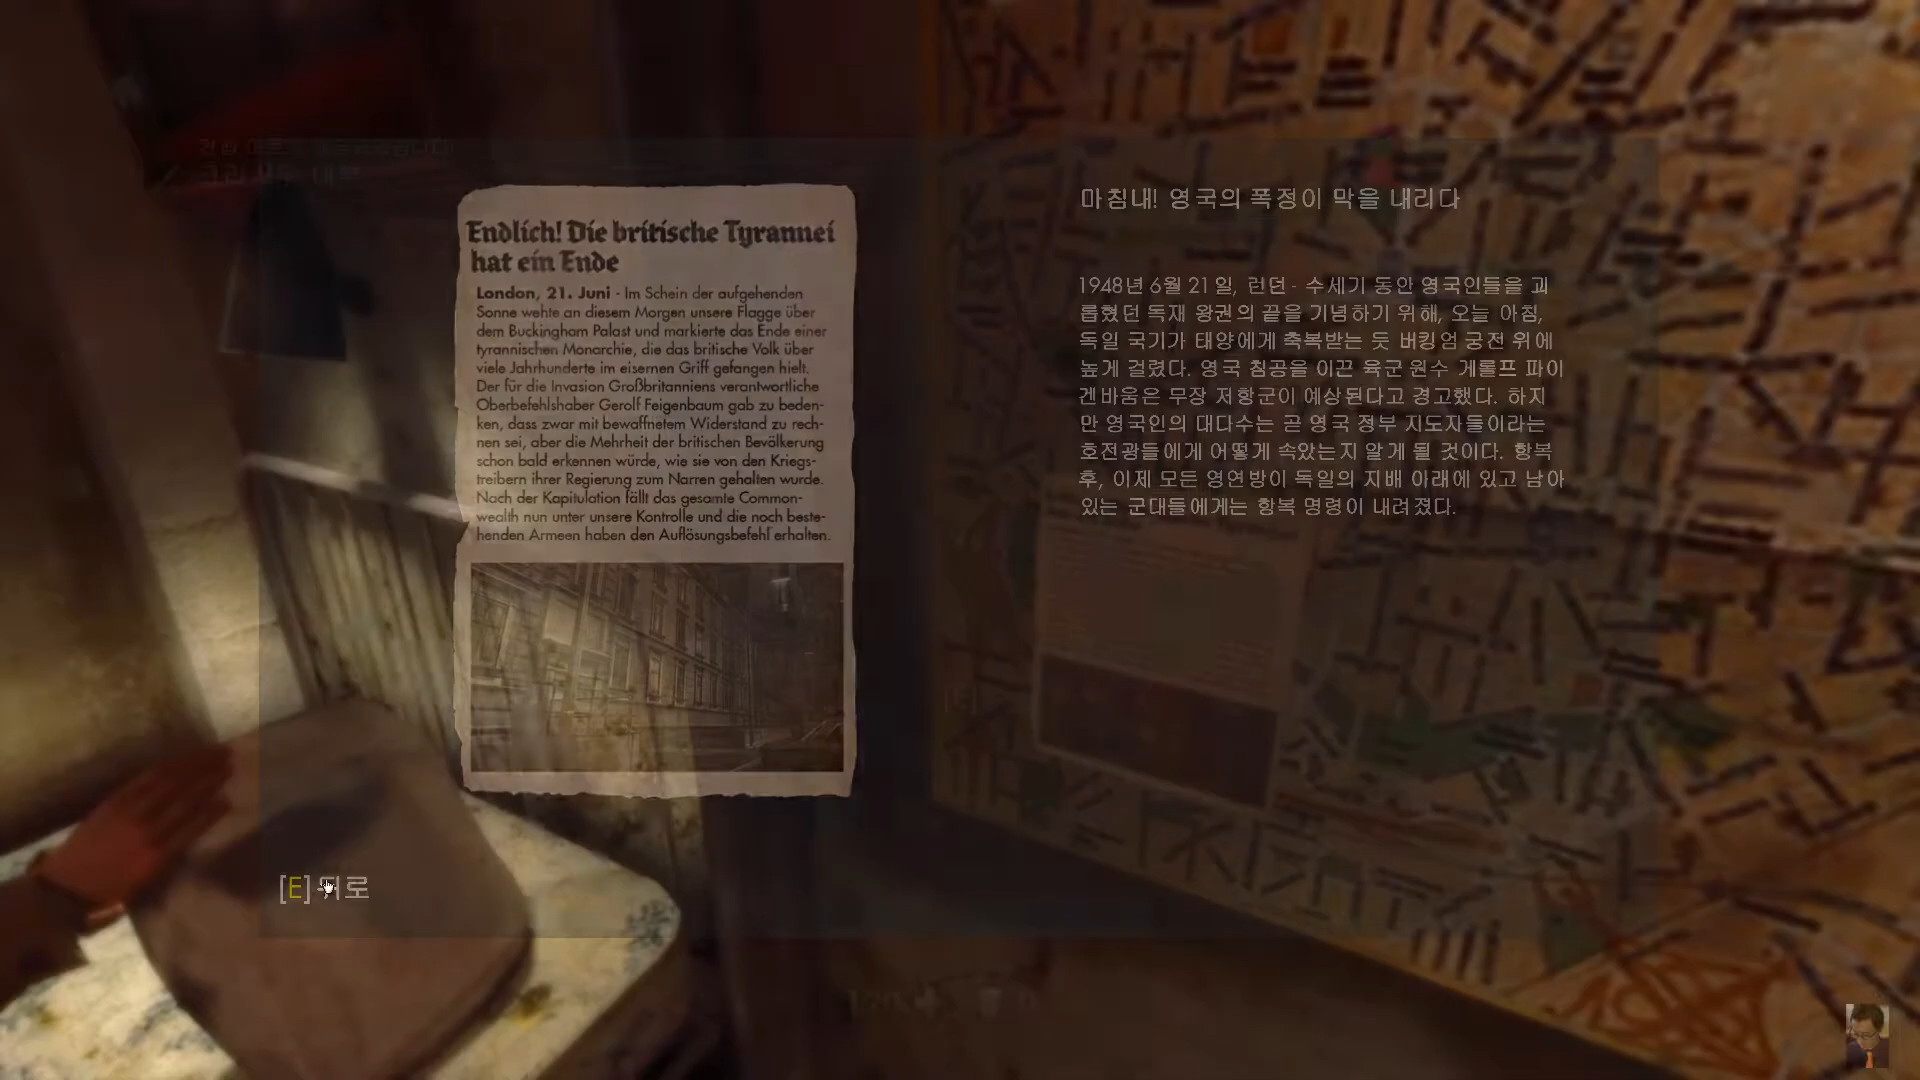 Endlich! Die britische Tyrannei
hat ein Ende
London, 21. Juni - Im Schein der aufgehenden
Sonne wehte an diesem Morgen unsere Flagge über
dem Buckingham Palast und markierte das Ende einer
tyrannischen Monarchie, die das britische Volk über
viele Jahrhunderte im eisernen Griff gefangen hielt.
Der für die Invasion Großbritanniens verantwortliche
Oberbefehlshaber Gerolf Feigenbaum gab zu beden-
ken, dass zwar mit bewaffnetem Widerstand zu rech-
nen sei, aber die Mehrheit der britischen Bevölkerung
schon bald erkennen würde, wie sie von den Kriegs-
treibern ihrer Regierung zum Narren gehalten wurde.
Nach der Kapitulation fällt das gesamte Common-
wealth nun unter unsere Kontrolle und die noch beste-
henden Armeen haben den Auflösungsbefehl erhalten.
마침내! 영국의 폭정이 막을 내리다
1948년 6월 21일, 런던 - 수세기 동안 영국인들을 괴
롭혔던 독재 왕권의 끝을 기념하기 위해, 오늘 아침,
독일 국기가 태양에게 축복받는 듯 버킹엄 궁전 위에
높게 걸렸다. 영국 침공을 이끈 육군 원수 게롤프 파이
겐바움은 무장 저항군이 예상된다고 경고했다. 하지
만 영국인의 대다수는 곧 영국 정부 지도자들이라는
호전광들에게 어떻게 속았는지 알게 될 것이다. 항복
후, 이제 모든 영연방이 독일의 지배 아래에 있고 남아
있는 군대들에게는 항복 명령이 내려졌다.
[E] 뒤로